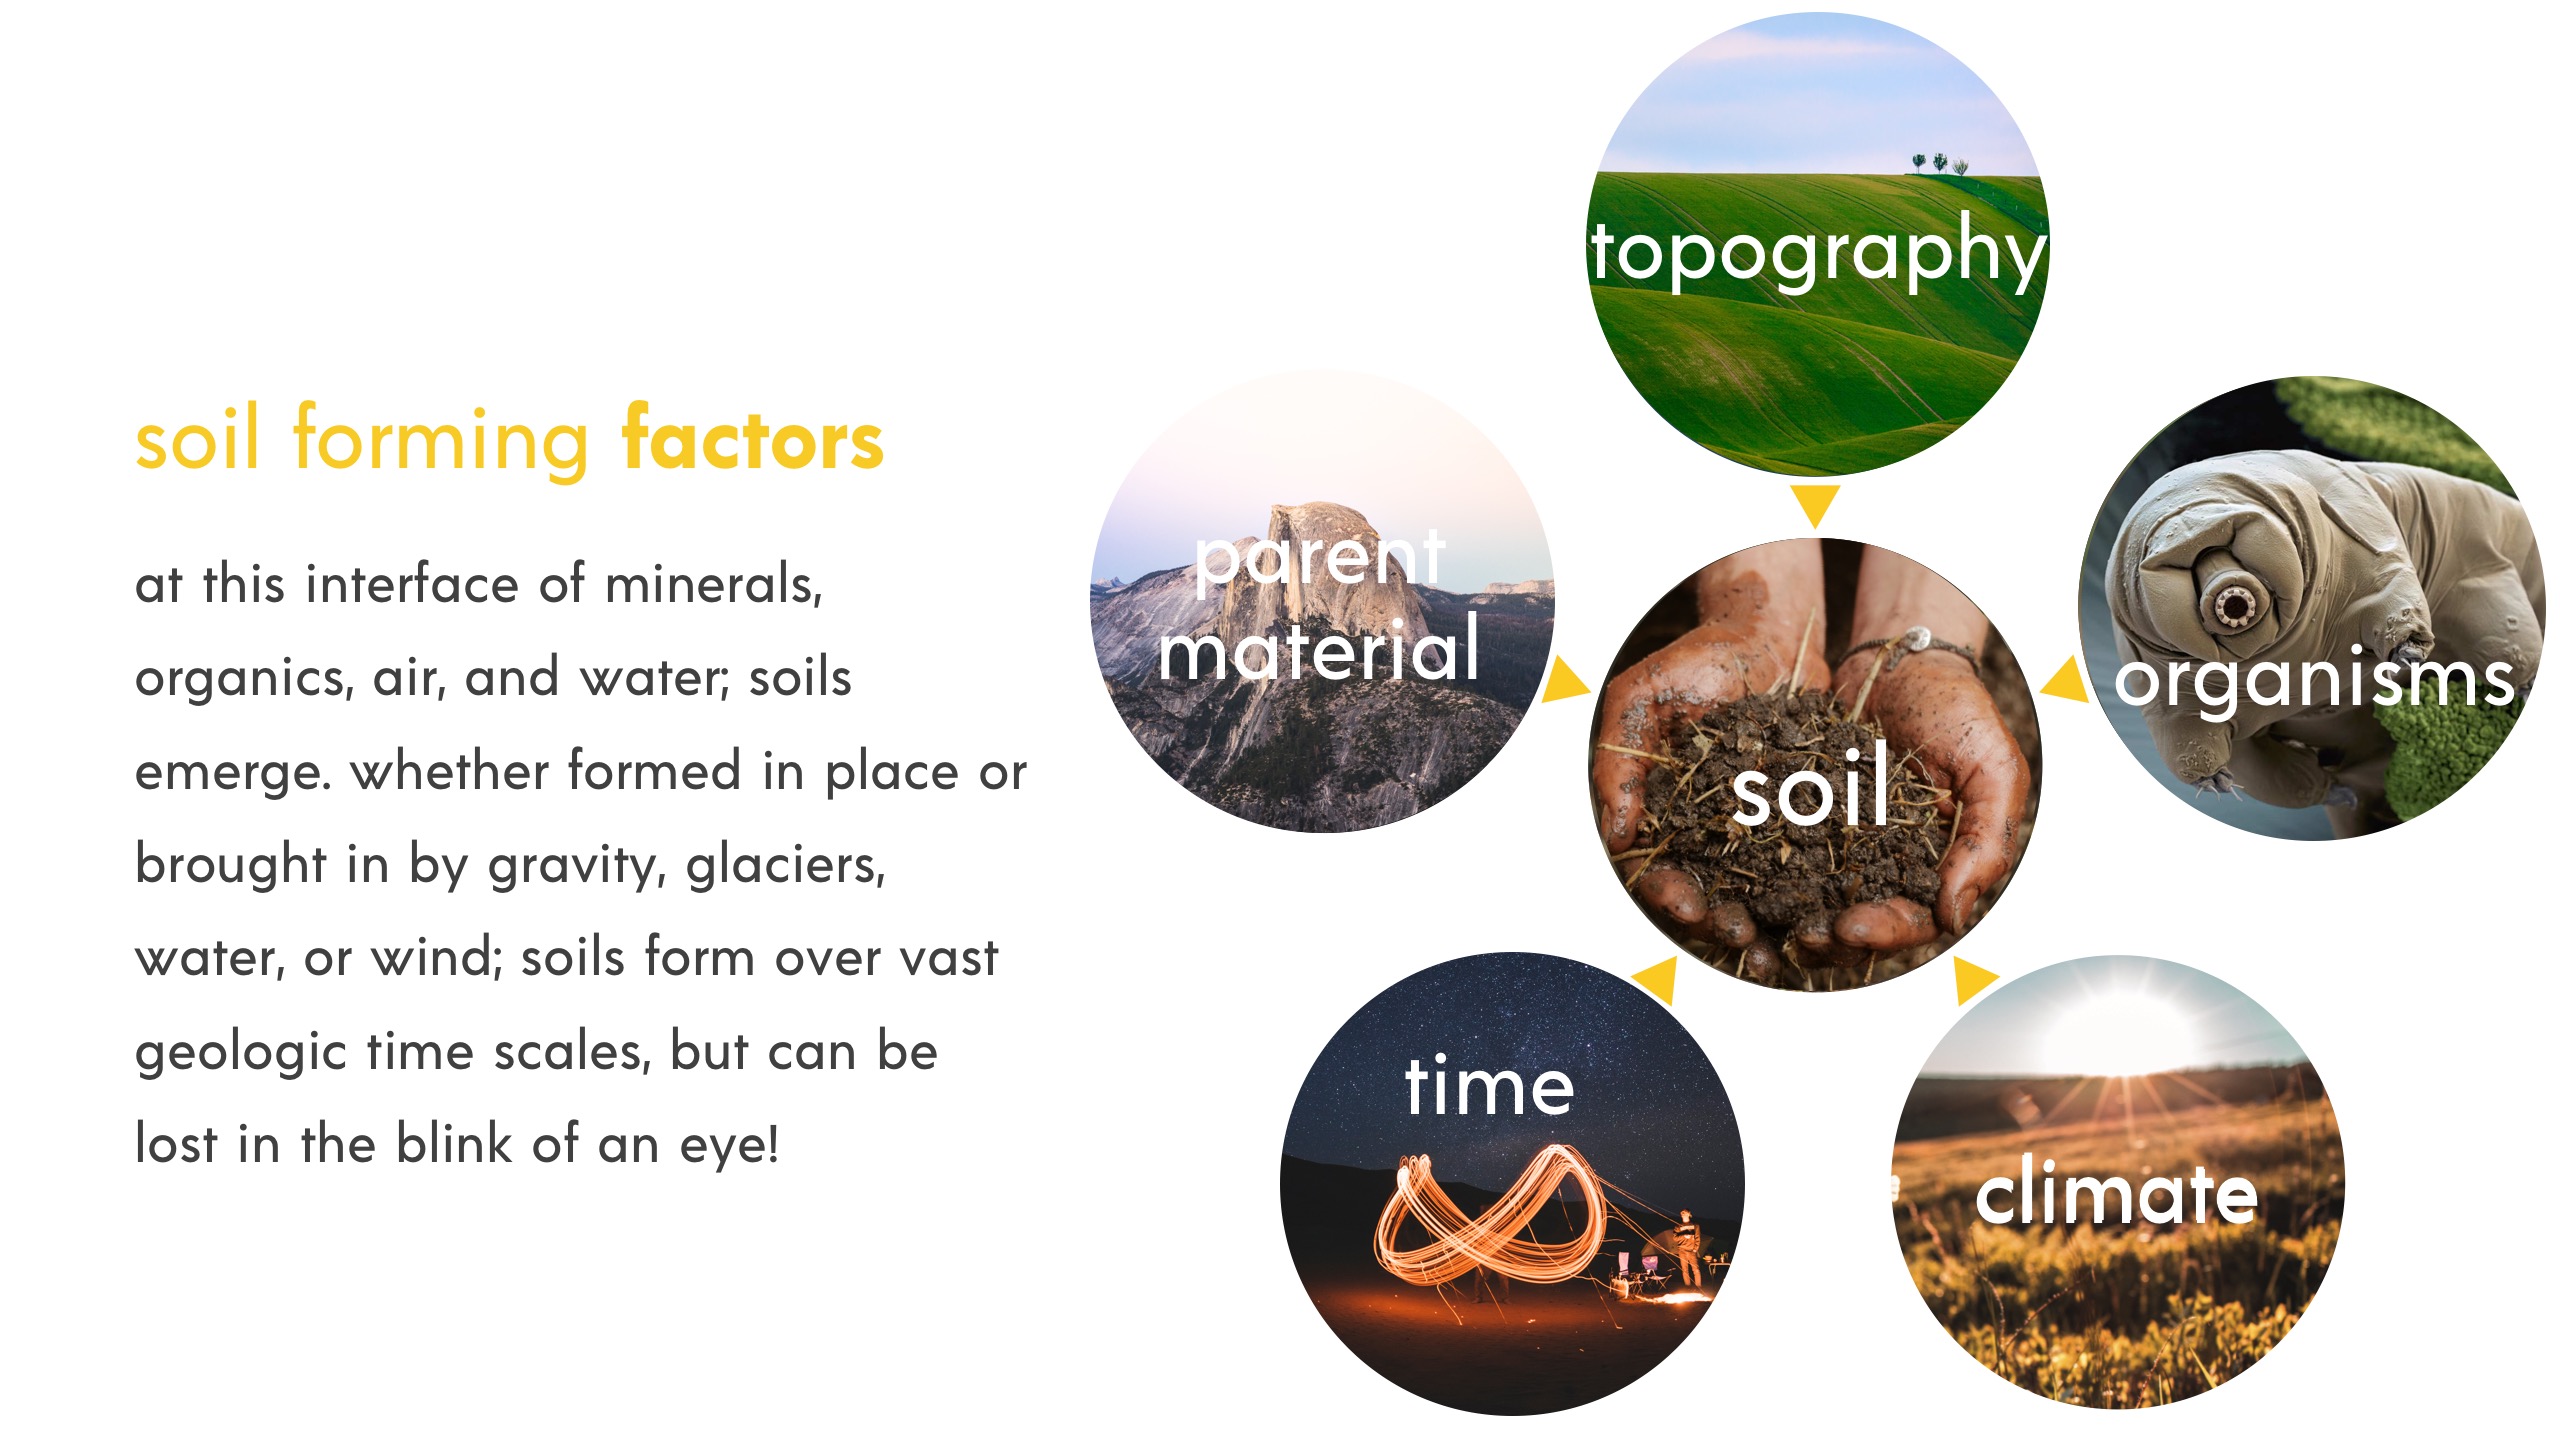 soil forming factors
at this interface of minerals,
organics, air, and water; soils
emerge. whether formed in place or
brought in by gravity, glaciers,
water, or wind; soils form over vast
geologic time scales, but can be
lost in the blink of an eye!
topography
parent
material
organisms
soil
time
climate